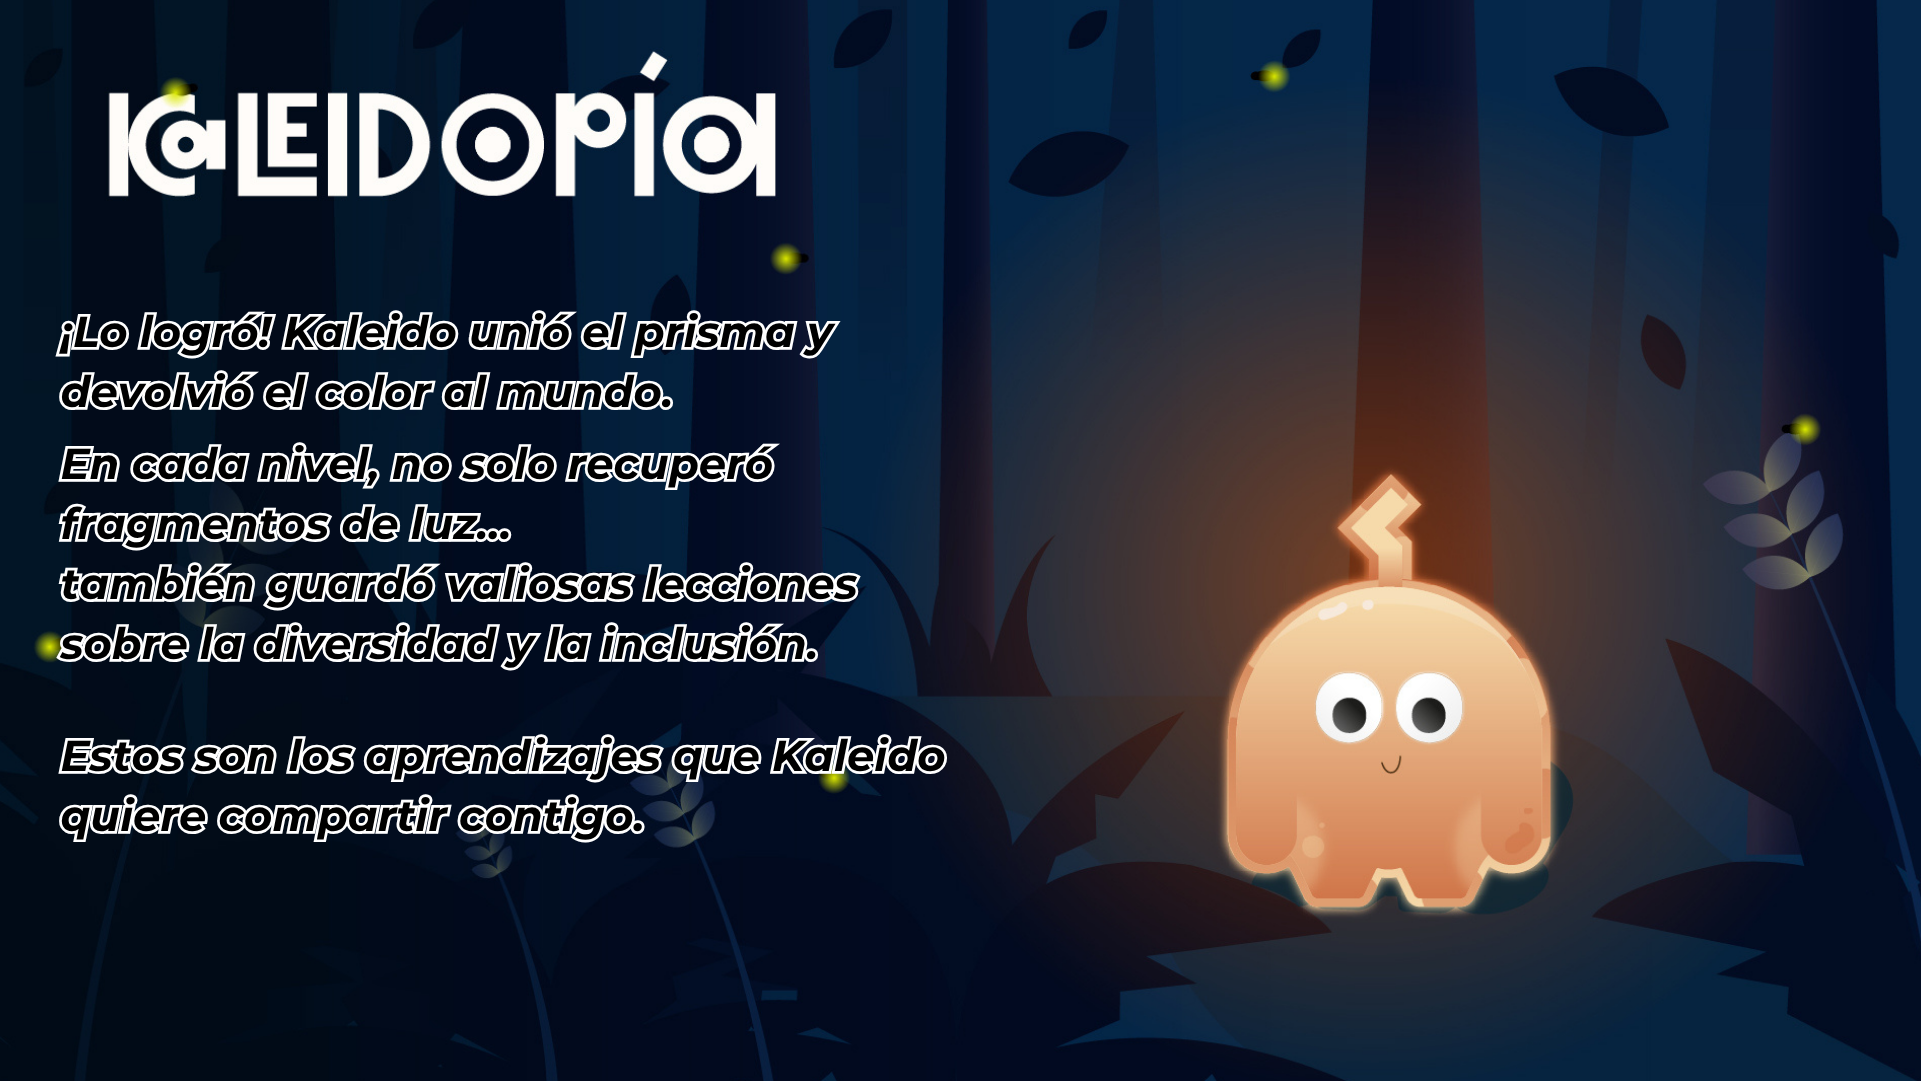 KaLEIDOPÍa
¡Lo logró! Kaleido unió el prisma y
devolvió el color al mundo.
En cada nivel, no solo recuperó
fragmentos de luz...
también guardó valiosas lecciones
sobre la diversidad y la inclusión.
Estos son los aprendizajes que Kaleido
quiere compartir contigo.